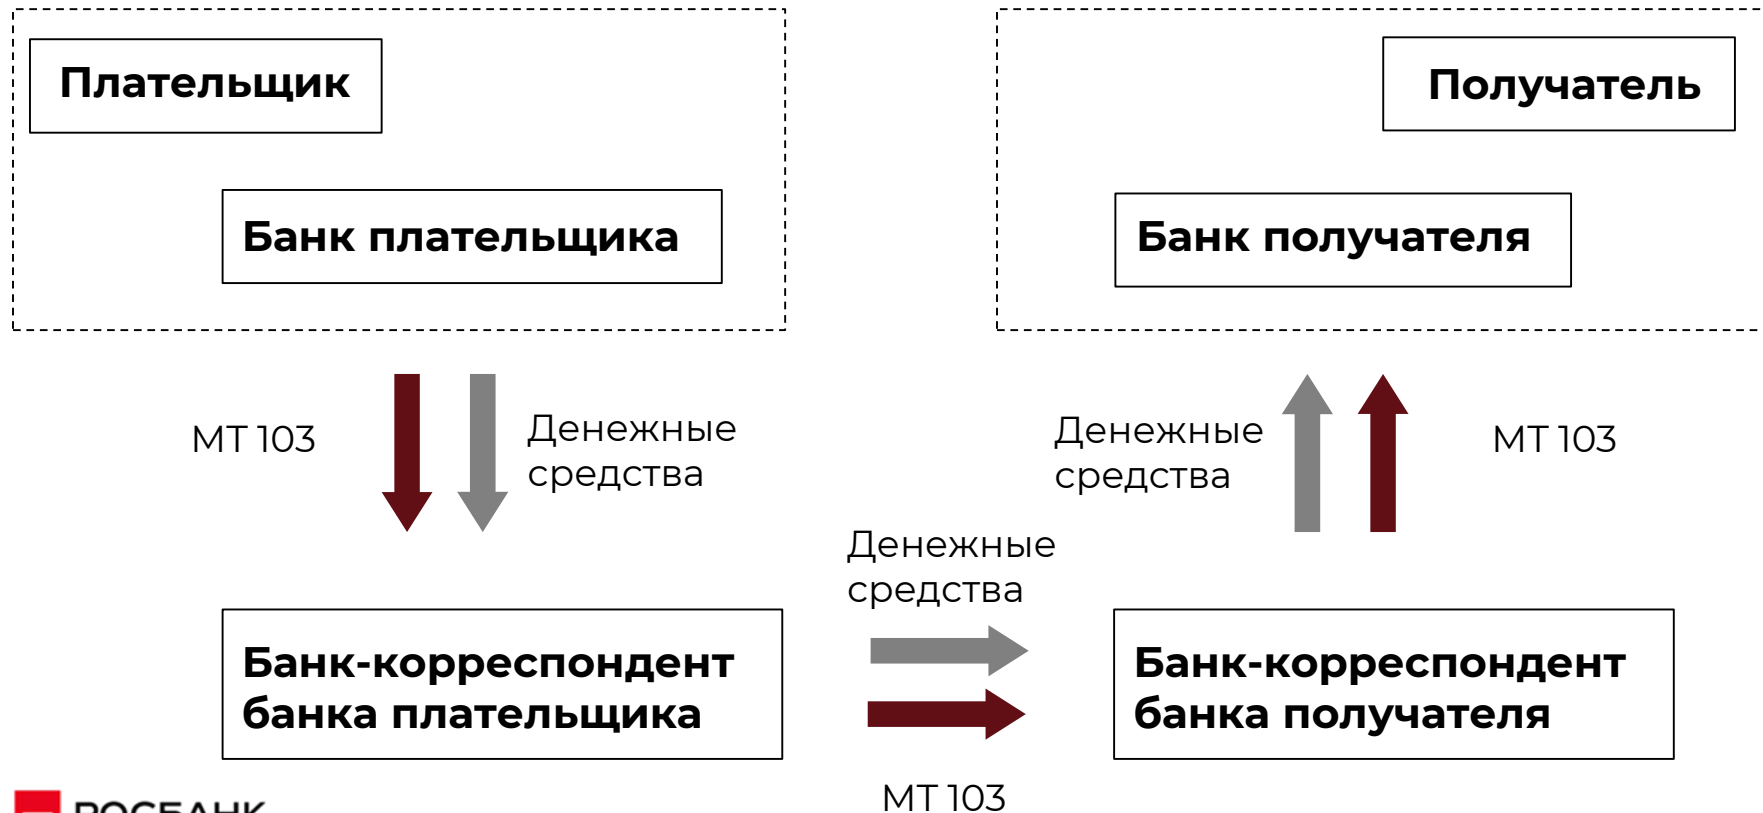 Плательщик
Получатель
Банк плательщика
Банк получателя
МТ 103
Денежные
средства
Денежные
средства
МТ 103
Денежные
средства
Банк-корреспондент
банка плательщика
Банк-корреспондент
банка получателя
МТ 103
РОСБАНК